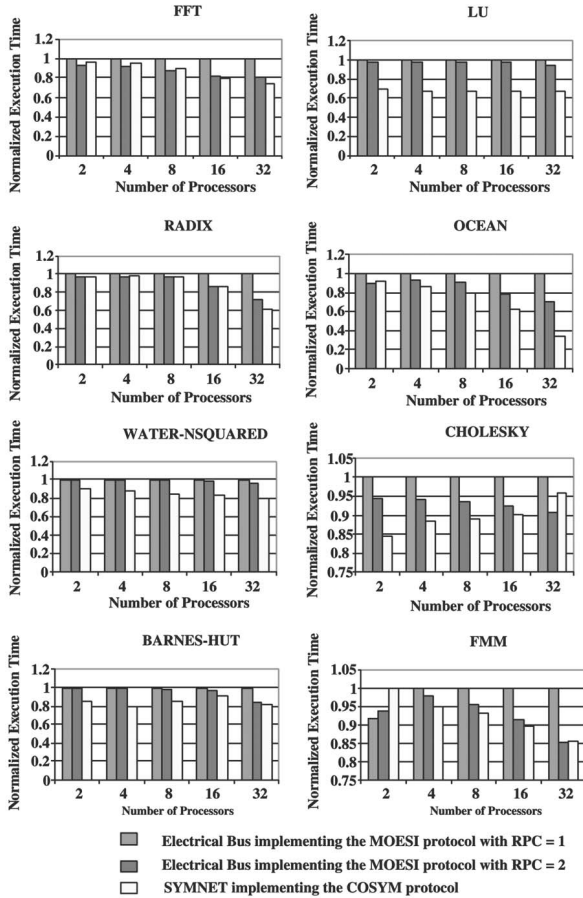 FFT
Normalized Execution Time
1.2
1
0.8
0.6
0.4
0.2
0
2 4 8 16 32
Number of Processors
LU
Normalized Execution Time
1.2
1
0.8
0.6
0.4
0.2
0
2 4 8 16 32
Number of Processors
RADIX
Normalized Execution Time
1.2
1
0.8
0.6
0.4
0.2
0
2 4 8 16 32
Number of Processors
OCEAN
Normalized Execution Time
1.2
1
0.8
0.6
0.4
0.2
0
2 4 8 16 32
Number of Processors
WATER-NSQUARED
Normalized Execution Time
1.2
1
0.8
0.6
0.4
0.2
0
2 4 8 16 32
Number of Processors
CHOLESKY
Normalized Execution Time
1.05
1
0.95
0.9
0.85
0.8
0.75
2 4 8 16 32
Number of Processors
BARNES-HUT
Normalized Execution Time
1.2
1
0.8
0.6
0.4
0.2
0
2 4 8 16 32
Number of Processors
FMM
Normalized Execution Time
1.05
1
0.95
0.9
0.85
0.8
0.75
2 4 8 16 32
Number of Processors
Electrical Bus implementing the MOESI protocol with RPC = 1
Electrical Bus implementing the MOESI protocol with RPC = 2
SYMNET implementing the COSYM protocol